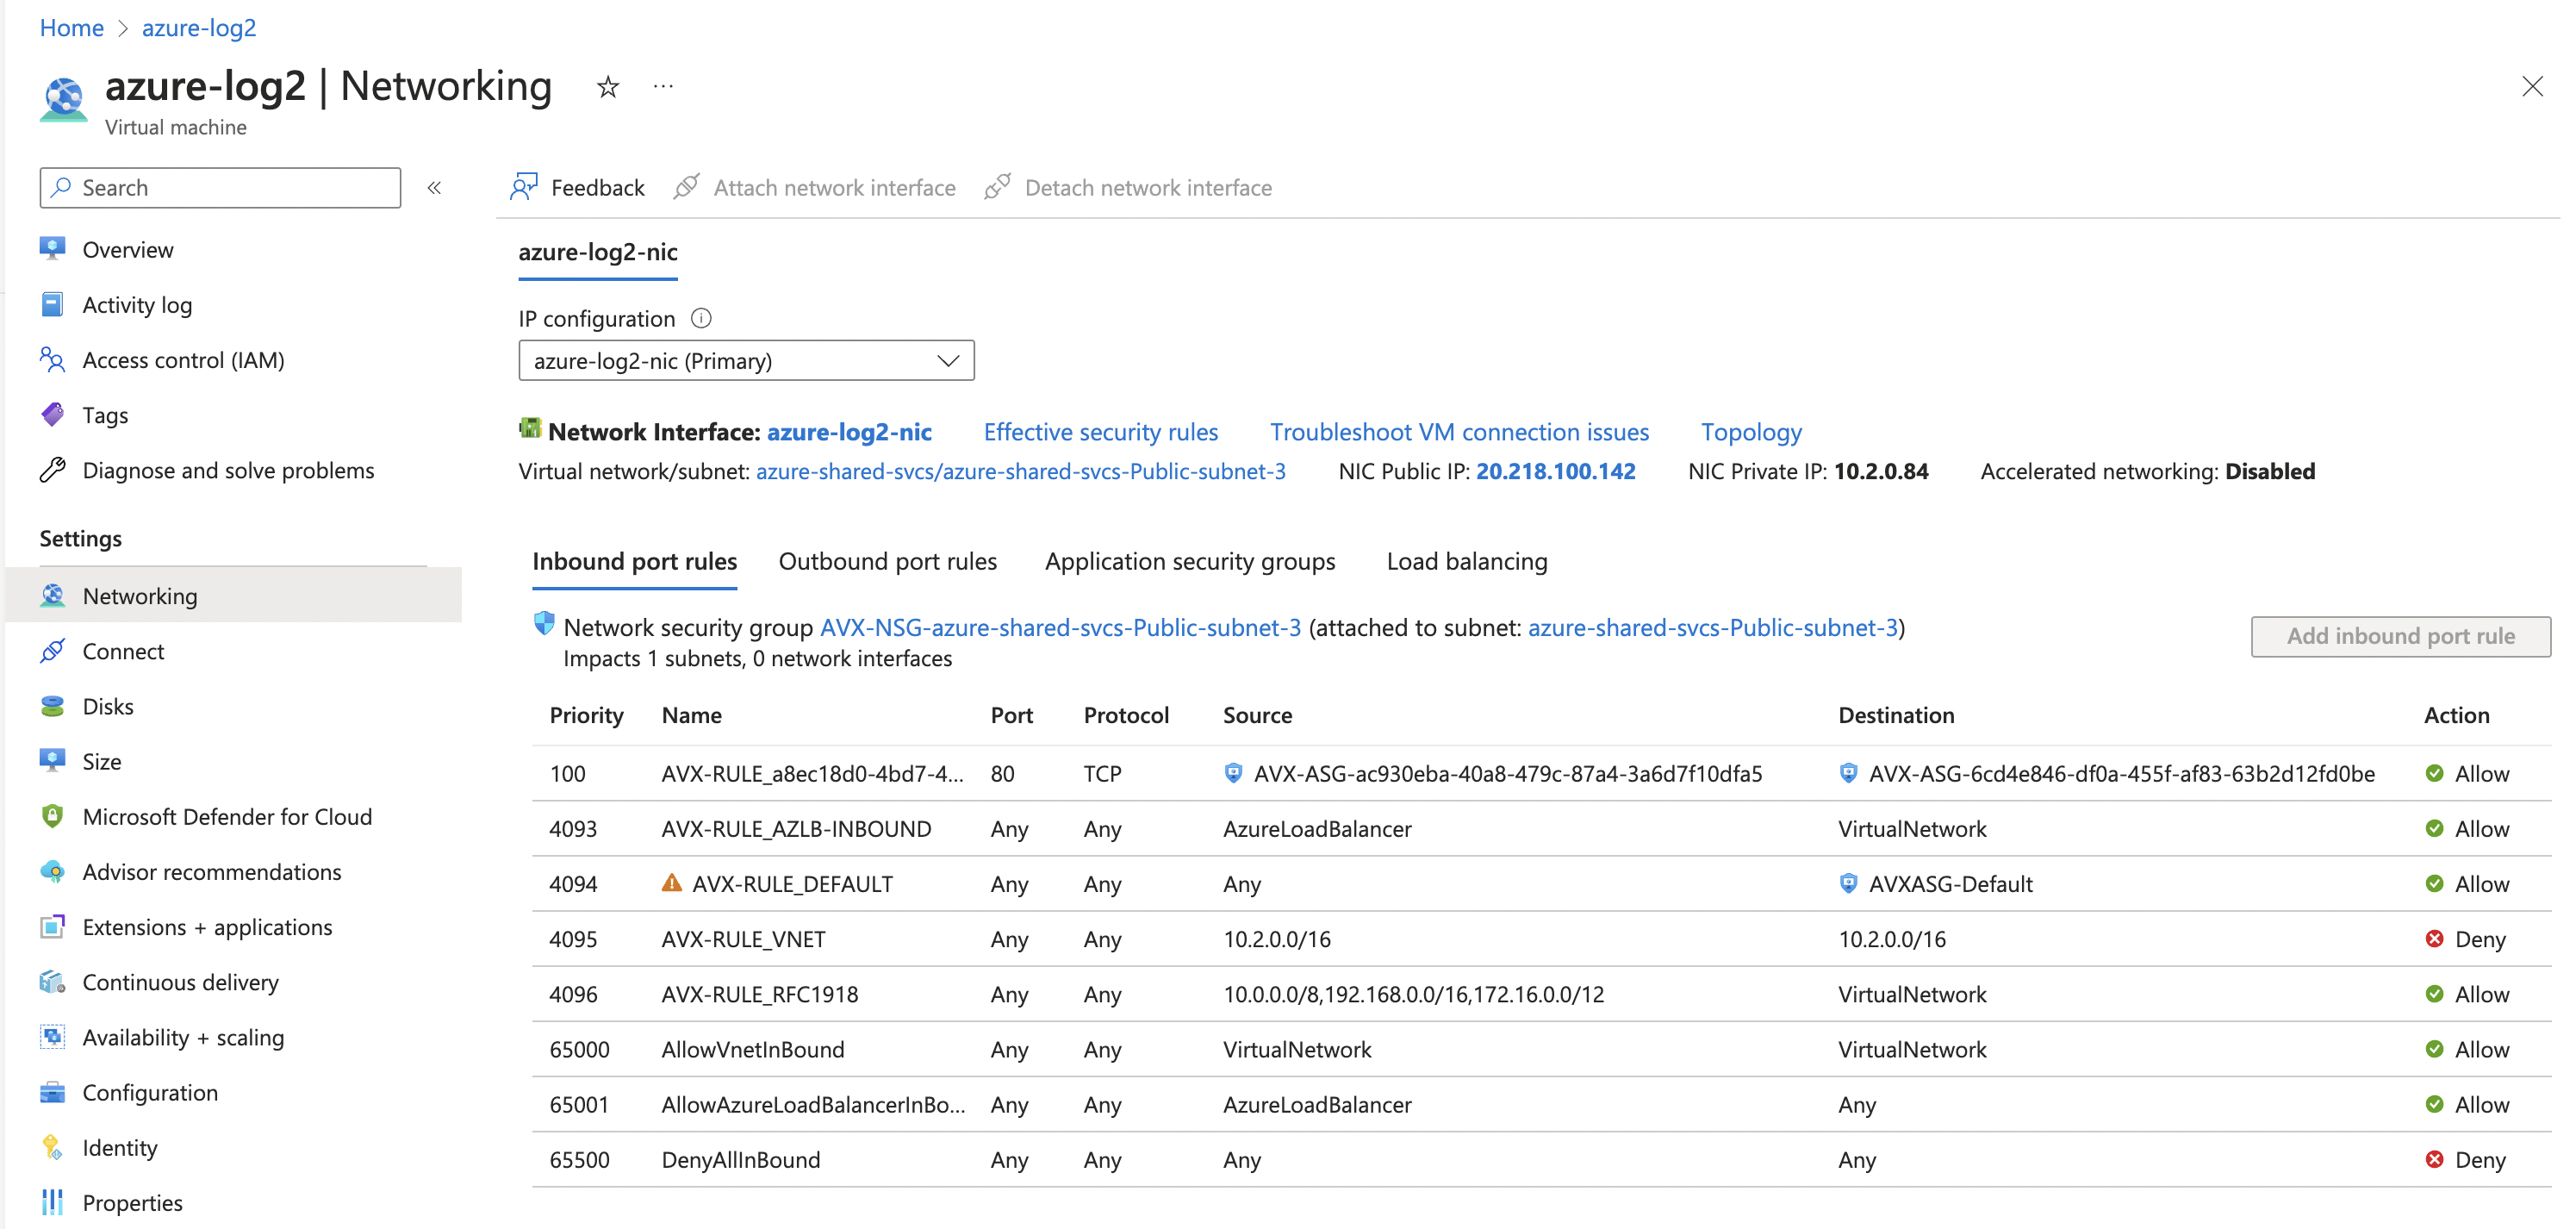 Home > azure-log2
azure-log2 | Networking
Virtual machine
Search
«
Overview
Activity log
Access control (IAM)
Tags
Diagnose and solve problems
Settings
Networking
Connect
Disks
Size
Microsoft Defender for Cloud
Advisor recommendations
Extensions + applications
Continuous delivery
Availability + scaling
Configuration
Identity
Properties
Feedback Attach network interface Detach network interface
azure-log2-nic
IP configuration
azure-log2-nic (Primary)
Network Interface: azure-log2-nic Effective security rules Troubleshoot VM connection issues Topology
Virtual network/subnet: azure-shared-svcs/azure-shared-svcs-Public-subnet-3 NIC Public IP: 20.218.100.142 NIC Private IP: 10.2.0.84 Accelerated networking: Disabled
Inbound port rules Outbound port rules Application security groups Load balancing
Network security group AVX-NSG-azure-shared-svcs-Public-subnet-3 (attached to subnet: azure-shared-svcs-Public-subnet-3)
Impacts 1 subnets, 0 network interfaces
Add inbound port rule
Priority Name Port Protocol Source Destination Action
100 AVX-RULE_a8ec18d0-4bd7-4... 80 TCP AVX-ASG-ac930eba-40a8-479c-87a4-3a6d7f10dfa5 AVX-ASG-6cd4e846-df0a-455f-af83-63b2d12fd0be Allow
4093 AVX-RULE_AZLB-INBOUND Any Any AzureLoadBalancer VirtualNetwork Allow
4094 AVX-RULE_DEFAULT Any Any Any AVXASG-Default Allow
4095 AVX-RULE_VNET Any Any 10.2.0.0/16 10.2.0.0/16 Deny
4096 AVX-RULE_RFC1918 Any Any 10.0.0.0/8,192.168.0.0/16,172.16.0.0/12 VirtualNetwork Allow
65000 AllowVnetInBound Any Any VirtualNetwork VirtualNetwork Allow
65001 AllowAzureLoadBalancerInBo... Any Any AzureLoadBalancer Any Allow
65500 DenyAllInBound Any Any Any Any Deny